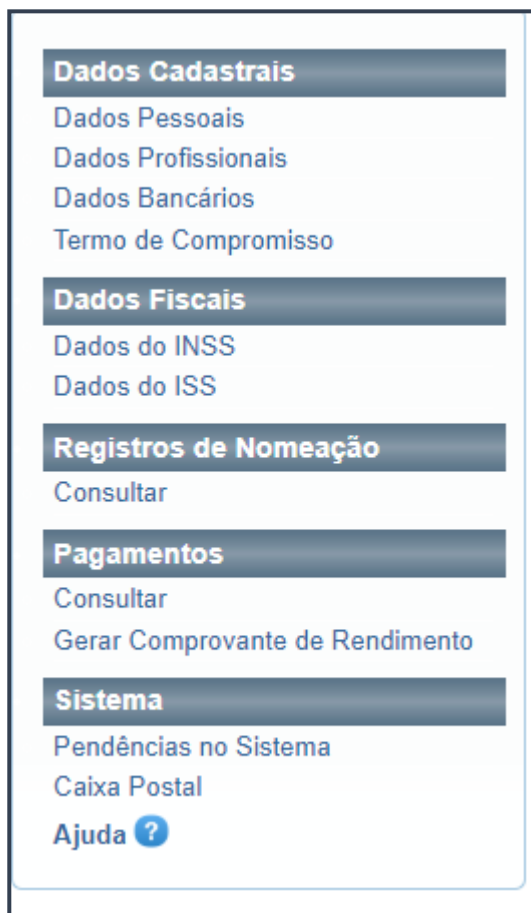 Dados Cadastrais
Dados Pessoais
Dados Profissionais
Dados Bancários
Termo de Compromisso
Dados Fiscais
Dados do INSS
Dados do ISS
Registros de Nomeação
Consultar
Pagamentos
Consultar
Gerar Comprovante de Rendimento
Sistema
Pendências no Sistema
Caixa Postal
Ajuda ?